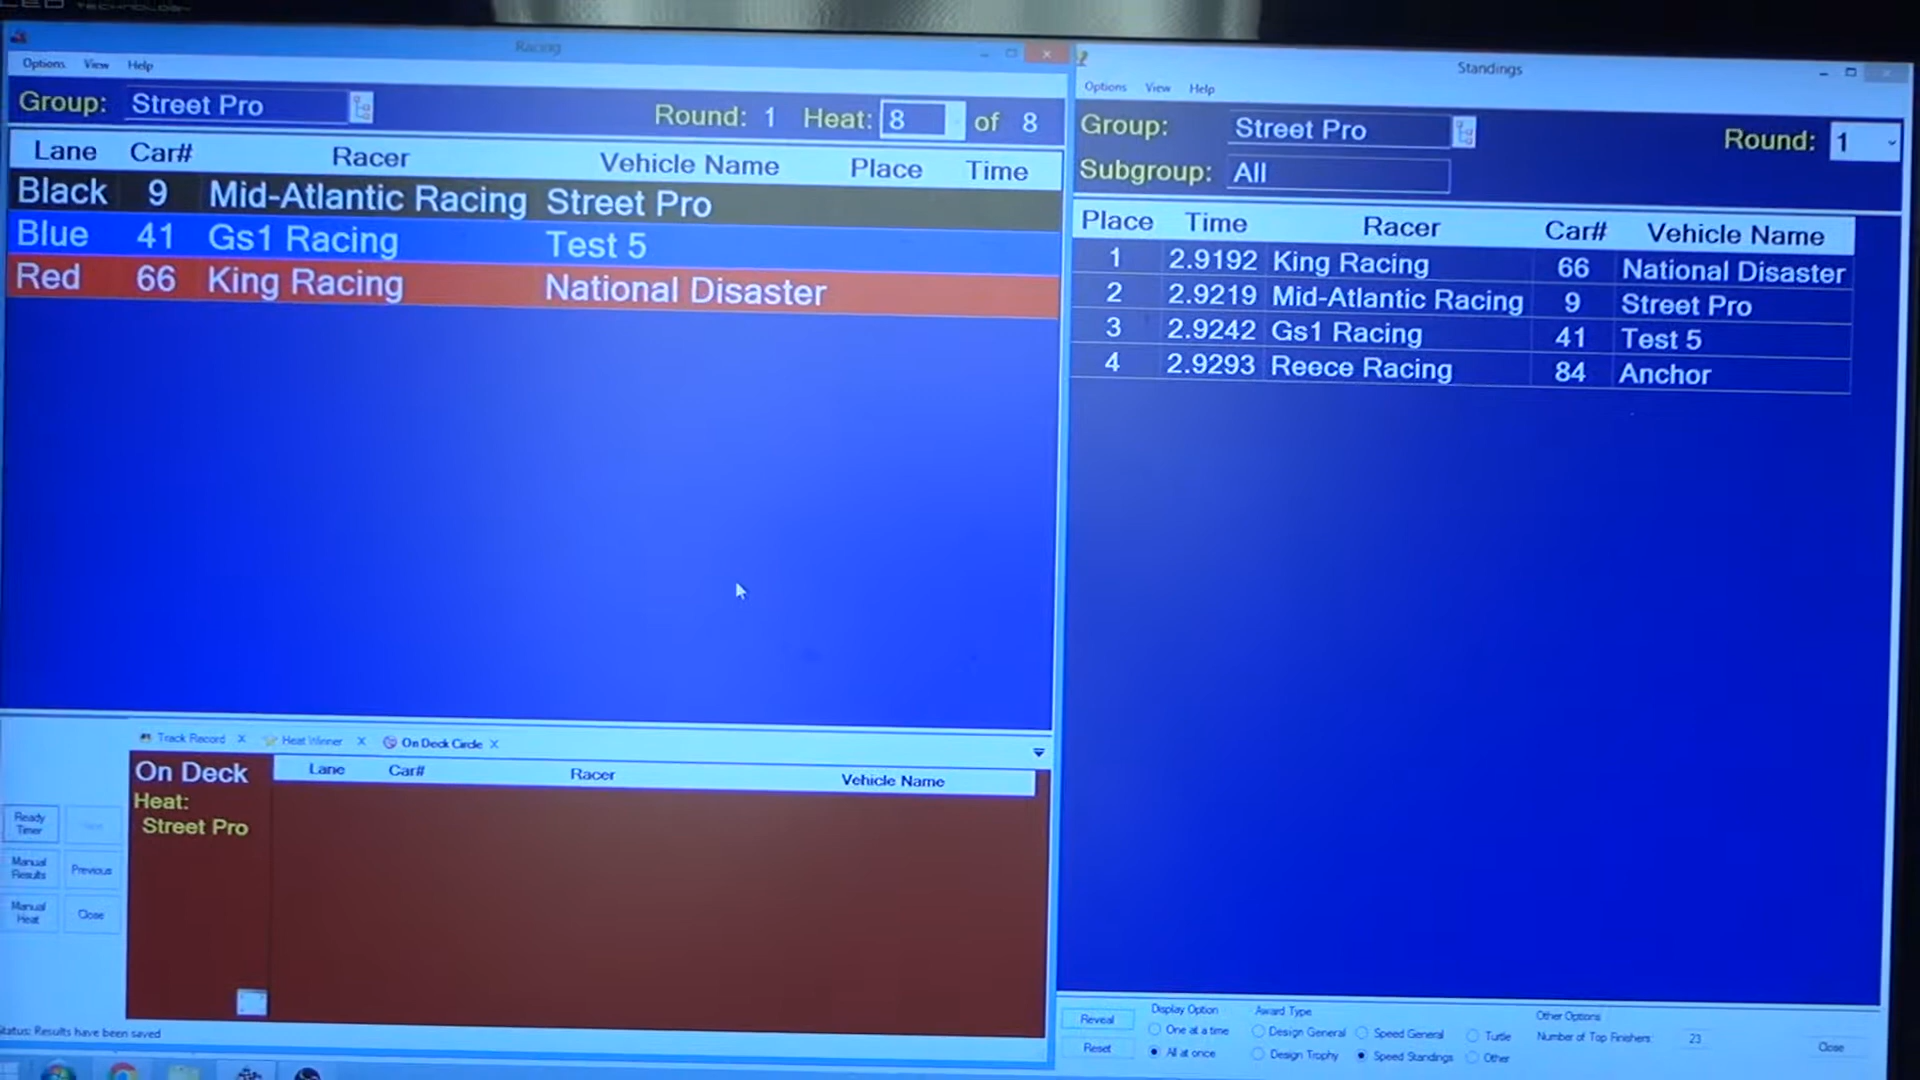 TECHNOLOGY
Racing
Options View Help
Group: Street Pro Round: 1 Heat: 8 of 8
Lane Car# Racer Vehicle Name Place Time
Black 9 Mid-Atlantic Racing Street Pro
Blue 41 Gs1 Racing Test 5
Red 66 King Racing National Disaster
Track Record X Heat Winner X On Deck Circle X
On Deck
Heat:
Street Pro
Lane Car# Racer Vehicle Name
Ready Timer
Manual Results Previous
Manual Heat Close
Status: Results have been saved
Standings
Options View Help
Group: Street Pro Round: 1
Subgroup: All
Place Time Racer Car# Vehicle Name
1 2.9192 King Racing 66 National Disaster
2 2.9219 Mid-Atlantic Racing 9 Street Pro
3 2.9242 Gs1 Racing 41 Test 5
4 2.9293 Reece Racing 84 Anchor
Reveal
Reset
Display Option
One at a time
All at once
Award Type
Design General Speed General Turtle
Design Trophy Speed Standings Other
Other Options
Number of Top Finishers: 23
Close